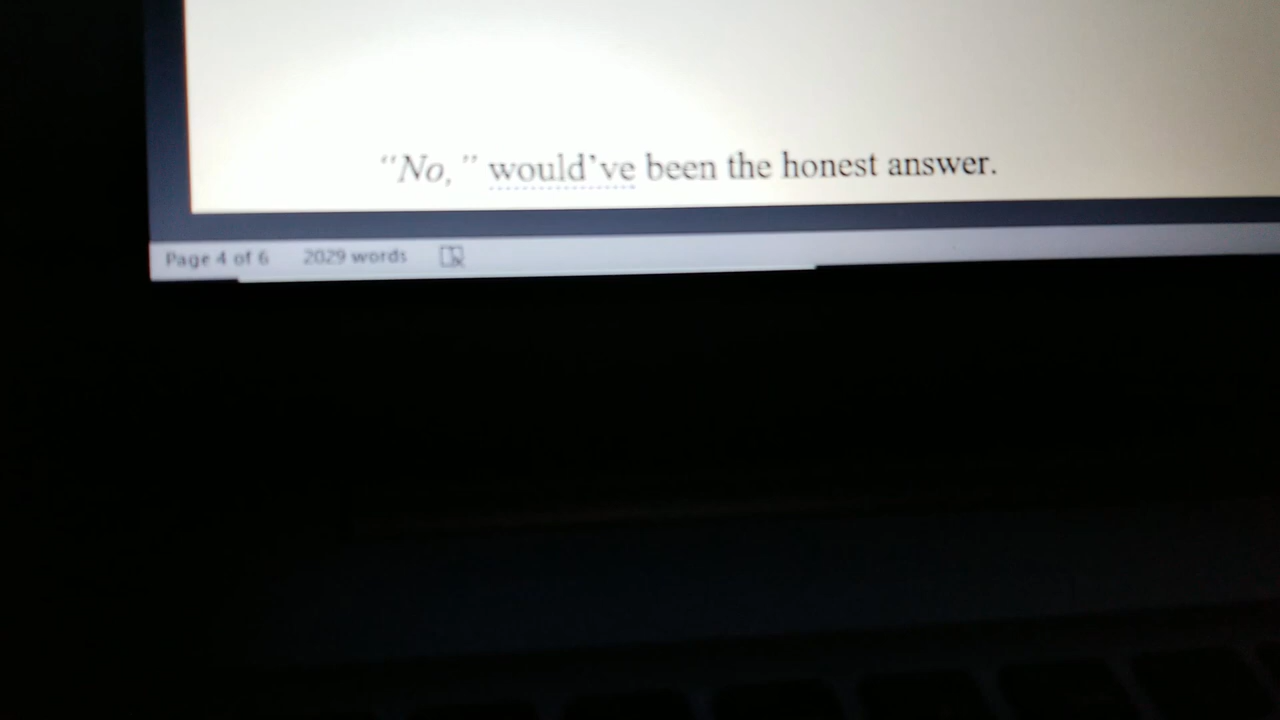 “No,” would’ve been the honest answer.
Page 4 of 6 2029 words